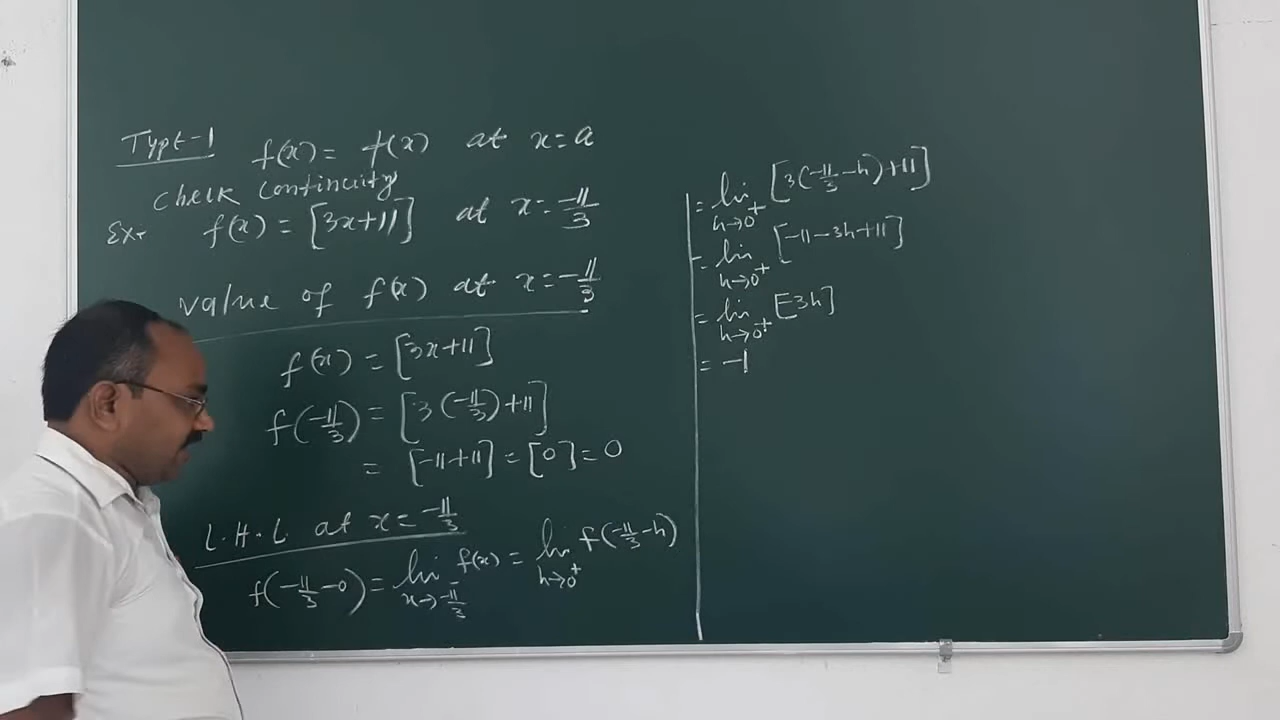 Type-1 f(x) = f(x) at x=a
Check continuity
Ex- f(x) = [3x+11] at x=-11/3
value of f(x) at x=-11/3
f(x) = [3x+11]
f(-11/3) = [3(-11/3)+11]
= [-11+11] = [0] = 0
L.H.L at x=-11/3
f(-11/3-0) = lim x→-11/3⁻ f(x) = lim h→0⁺ f(-11/3-h)
= lim h→0⁺ [3(-11/3-h)+11]
= lim h→0⁺ [-11-3h+11]
= lim h→0⁺ [-3h]
= -1